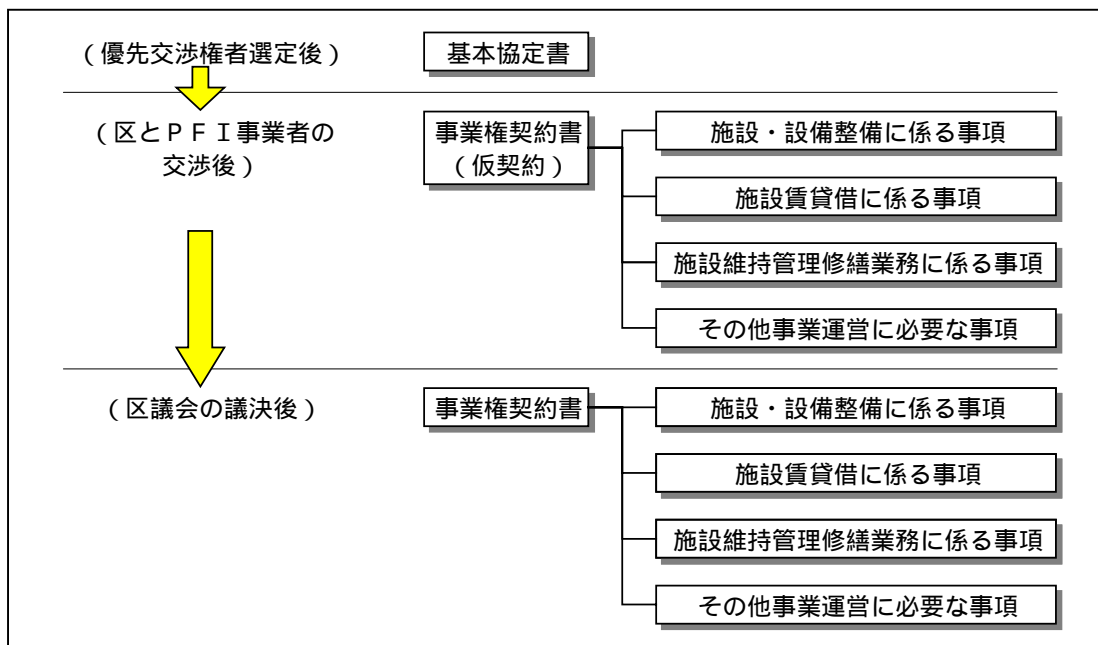 （優先交渉権者選定後）
基本協定書
（区とＰＦＩ事業者の
交渉後）
事業権契約書
（仮契約）
施設・設備整備に係る事項
施設賃貸借に係る事項
施設維持管理修繕業務に係る事項
その他事業運営に必要な事項
（区議会の議決後）
事業権契約書
施設・設備整備に係る事項
施設賃貸借に係る事項
施設維持管理修繕業務に係る事項
その他事業運営に必要な事項